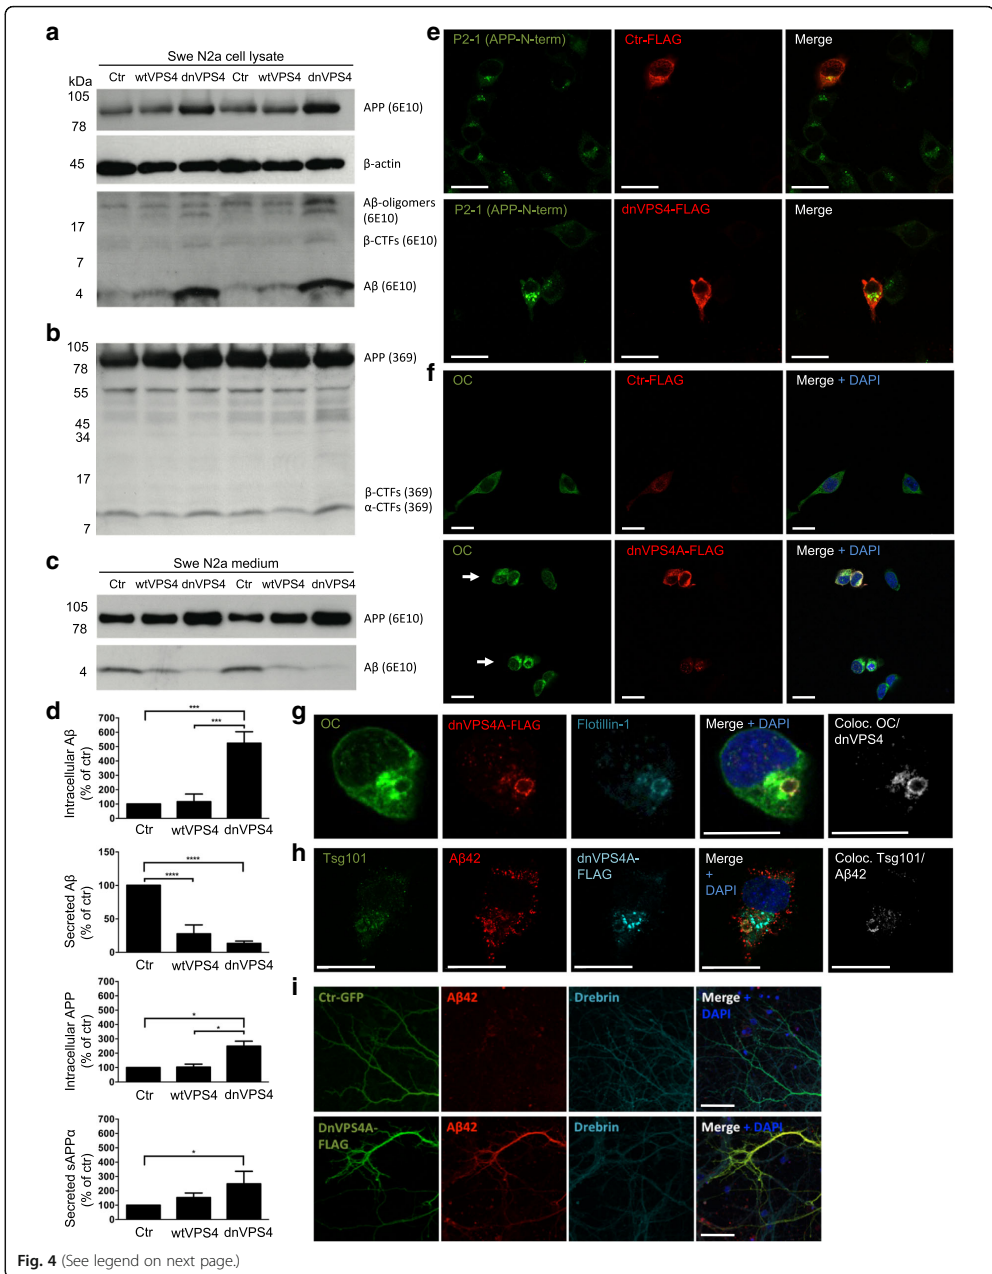 a
Swe N2a cell lysate
kDa
Ctr wtVPS4 dnVPS4 Ctr wtVPS4 dnVPS4
105
78
APP (6E10)
45
β-actin
Aβ-oligomers
(6E10)
17
β-CTFs (6E10)
7
4
Aβ (6E10)
b
105
78
APP (369)
55
45
34
17
β-CTFs (369)
α-CTFs (369)
7
c
Swe N2a medium
Ctr wtVPS4 dnVPS4 Ctr wtVPS4 dnVPS4
105
78
APP (6E10)
4
Aβ (6E10)
d
Intracellular Aβ
(% of ctr)
700
600
500
400
300
200
100
0
***
***
Ctr wtVPS4 dnVPS4
Secreted Aβ
(% of ctr)
150
100
50
0
****
****
Ctr wtVPS4 dnVPS4
Intracellular APP
(% of ctr)
700
600
500
400
300
200
100
0
*
*
Ctr wtVPS4 dnVPS4
Secreted sAPPα
(% of ctr)
700
600
500
400
300
200
100
0
*
Ctr wtVPS4 dnVPS4
e
P2-1 (APP-N-term)
Ctr-FLAG
Merge
P2-1 (APP-N-term)
dnVPS4-FLAG
Merge
f
OC
Ctr-FLAG
Merge + DAPI
OC
dnVPS4A-FLAG
Merge + DAPI
g
OC
dnVPS4A-FLAG
Flotillin-1
Merge + DAPI
Coloc. OC/
dnVPS4
h
Tsg101
Aβ42
dnVPS4A-
FLAG
Merge
+
DAPI
Coloc. Tsg101/
Aβ42
i
Ctr-GFP
Aβ42
Drebrin
Merge +
DAPI
DnVPS4A-
FLAG
Aβ42
Drebrin
Merge + DAPI
Fig. 4 (See legend on next page.)